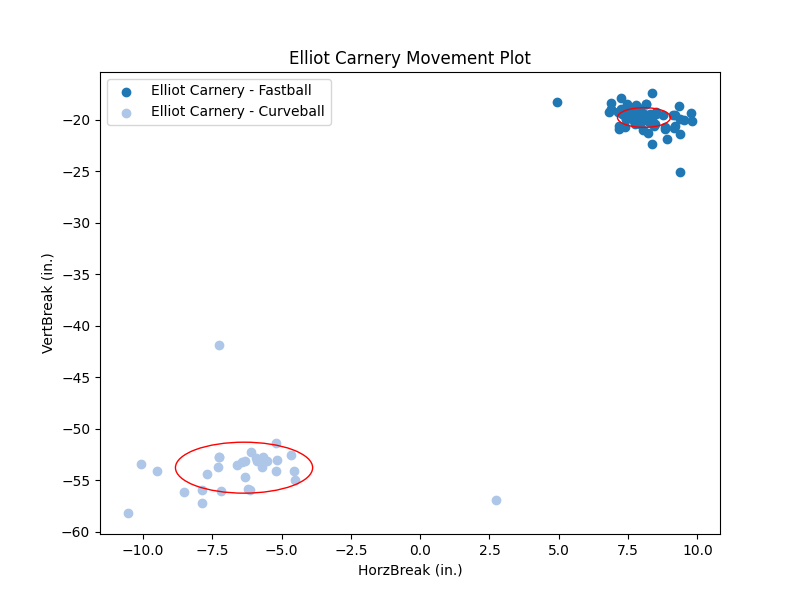 Elliot Carnery Movement Plot
Elliot Carnery - Fastball
Elliot Carnery - Curveball
−20
−25
−30
−35
−40
−45
−50
−55
−60
VertBreak (in.)
−10.0 −7.5 −5.0 −2.5 0.0 2.5 5.0 7.5 10.0
HorzBreak (in.)